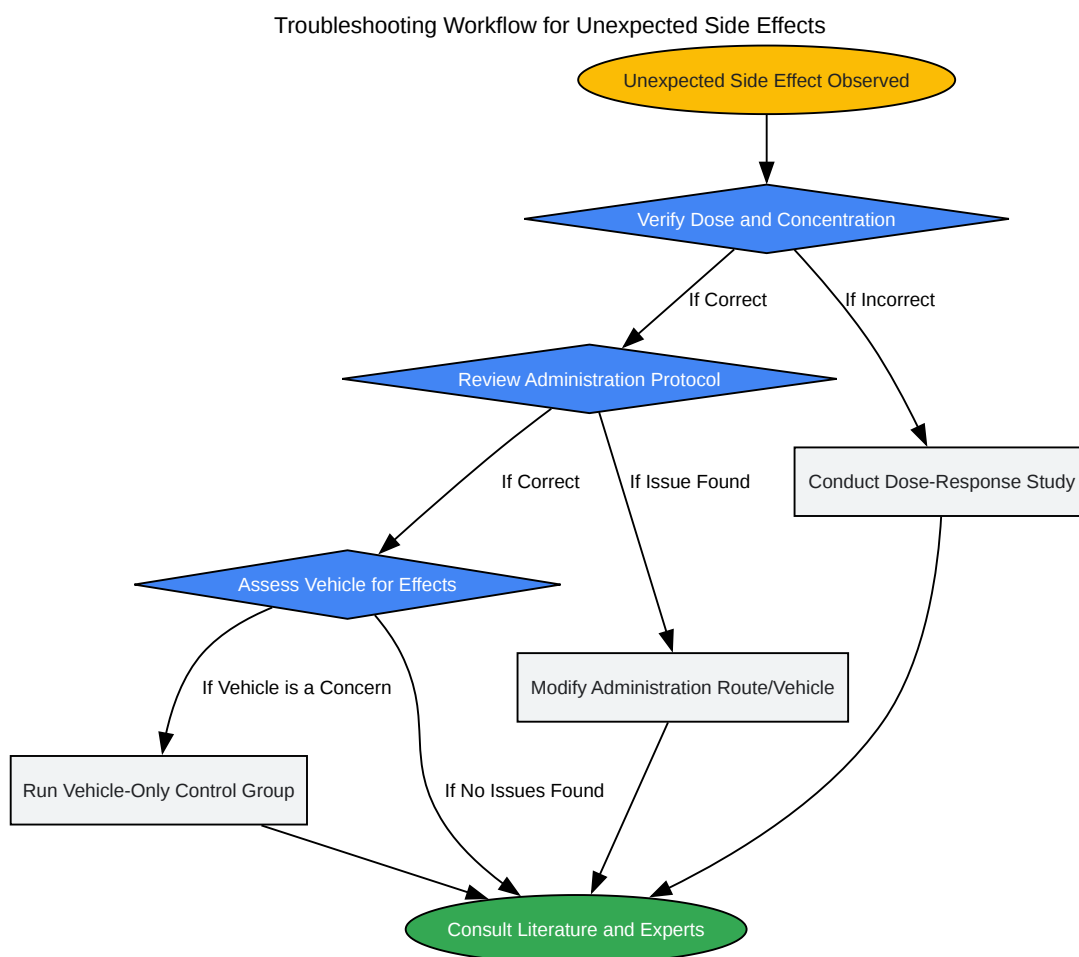 Troubleshooting Workflow for Unexpected Side Effects
Unexpected Side Effect Observed
Verify Dose and Concentration
If Correct
If Incorrect
Review Administration Protocol
If Correct
If Issue Found
Conduct Dose-Response Study
Assess Vehicle for Effects
If Vehicle is a Concern
Modify Administration Route/Vehicle
Run Vehicle-Only Control Group
If No Issues Found
Consult Literature and Experts